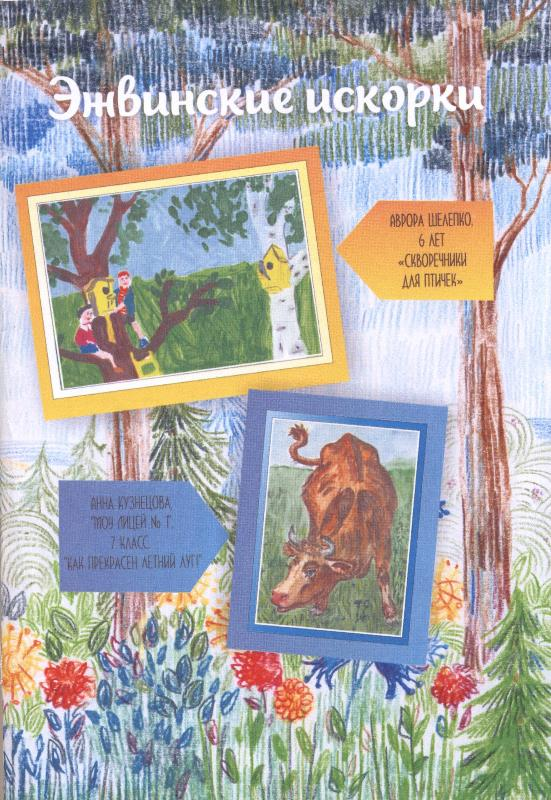 Эжвинские искорки
АВРОРА ШЕЛЕПКО,
6 ЛЕТ
«СКВОРЕЧНИКИ
ДЛЯ ПТИЧЕК»
АННА КУЗНЕЦОВА,
"МОУ ЛИЦЕЙ № 1",
7 КЛАСС,
"КАК ПРЕКРАСЕН ЛЕТНИЙ ЛУГ!"